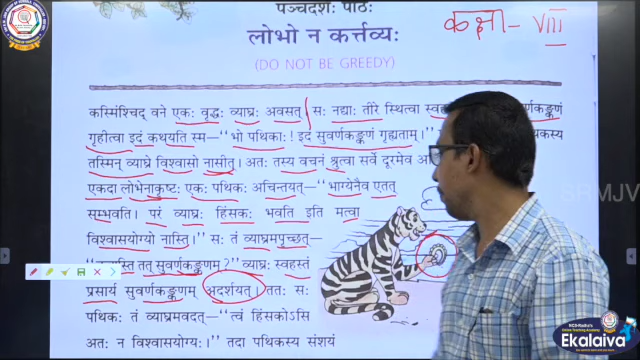 पञ्चदशः पाठः
कक्षा - VIII
लोभो न कर्त्तव्यः
(DO NOT BE GREEDY)
कस्मिंश्चिद् वने एकः वृद्धः व्याघ्रः अवसत् सः नद्याः तीरे स्थित्वा
गृहीत्वा इदं कथयति स्म—“भो पथिकाः ! इदं सुवर्णकङ्कणं गृह्यताम्।”
तस्मिन् व्याघ्रे विश्वासो नासीत्। अतः तस्य वचनं श्रुत्वा सर्वे दूरमेव
एकदा लोभेनाकृष्टः एकः पथिकः अचिन्तयत्—“भाग्येनैव एतत्
सम्भवति। परं व्याघ्रः हिंसकः भवति इति मत्वा
विश्वासयोग्यो नास्ति।” सः तं व्याघ्रमपृच्छत्—
तत् सुवर्णकङ्कणम् ?” व्याघ्रः स्वहस्तं
प्रसार्य सुवर्णकङ्कणम् अदर्शयत्। ततः सः
पथिकः तं व्याघ्रमवदत्—“त्वं हिंसकोऽसि
अतः न विश्वासयोग्यः।” तदा पथिकस्य संशयं
BRMJV
Ekalaiva